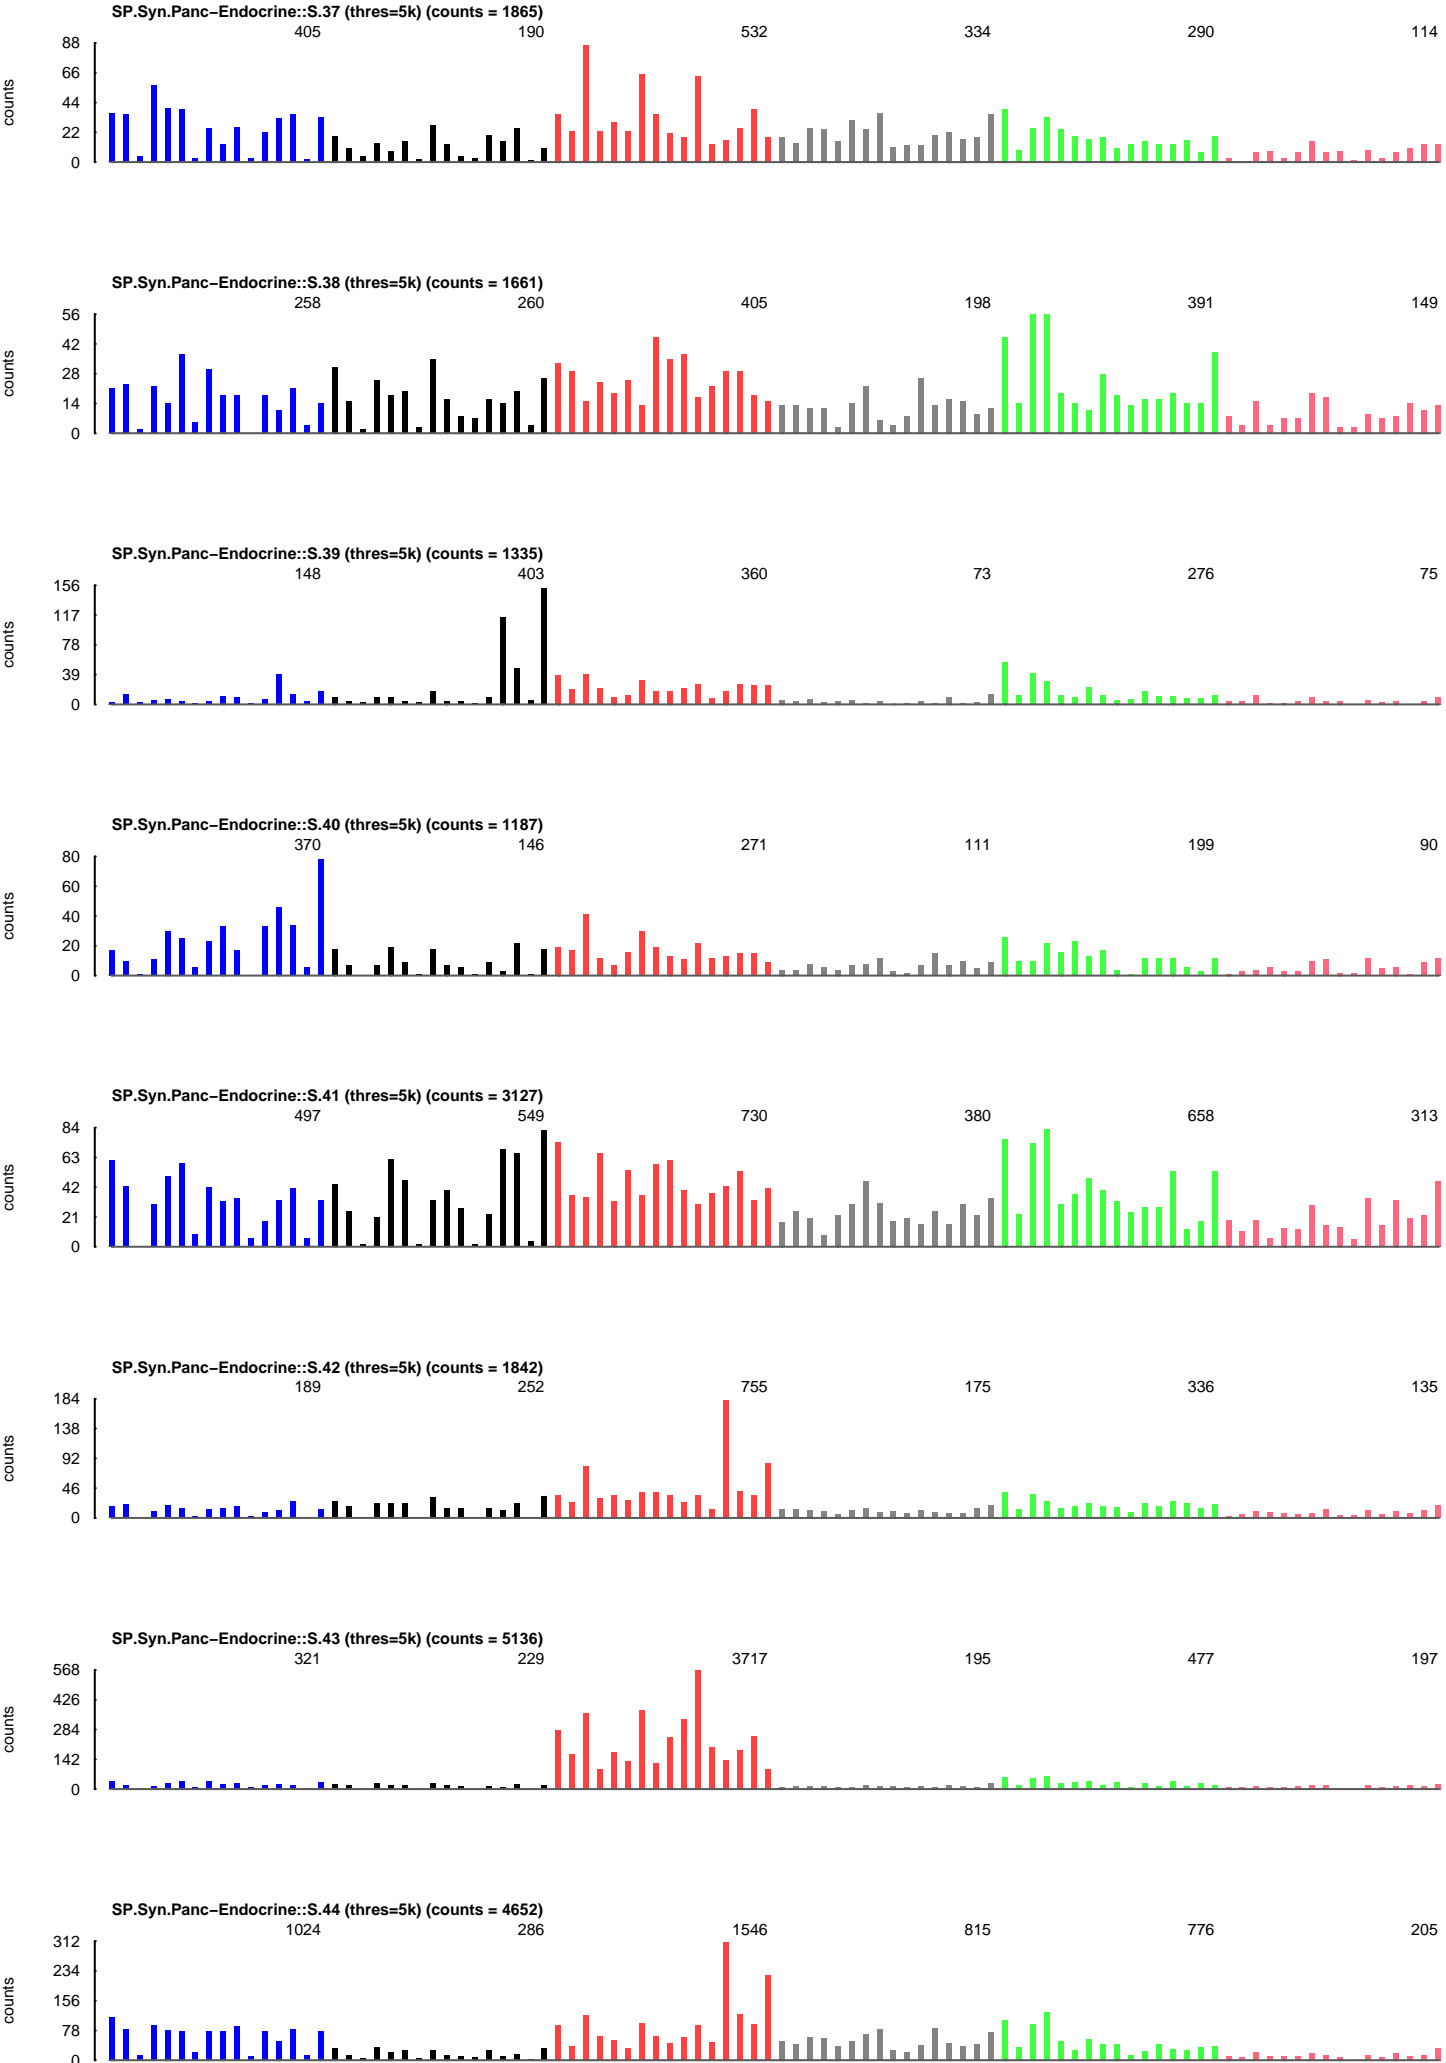 SP.Syn.Panc−Endocrine::S.37 (thres=5k) (counts = 1865)
405 190 532 334 290 114
88
66
44
22
0
counts
SP.Syn.Panc−Endocrine::S.38 (thres=5k) (counts = 1661)
258 260 405 198 391 149
56
42
28
14
0
counts
SP.Syn.Panc−Endocrine::S.39 (thres=5k) (counts = 1335)
148 403 360 73 276 75
156
117
78
39
0
counts
SP.Syn.Panc−Endocrine::S.40 (thres=5k) (counts = 1187)
370 146 271 111 199 90
80
60
40
20
0
counts
SP.Syn.Panc−Endocrine::S.41 (thres=5k) (counts = 3127)
497 549 730 380 658 313
84
63
42
21
0
counts
SP.Syn.Panc−Endocrine::S.42 (thres=5k) (counts = 1842)
189 252 755 175 336 135
184
138
92
46
0
counts
SP.Syn.Panc−Endocrine::S.43 (thres=5k) (counts = 5136)
321 229 3717 195 477 197
568
426
284
142
0
counts
SP.Syn.Panc−Endocrine::S.44 (thres=5k) (counts = 4652)
1024 286 1546 815 776 205
312
234
156
78
0
counts